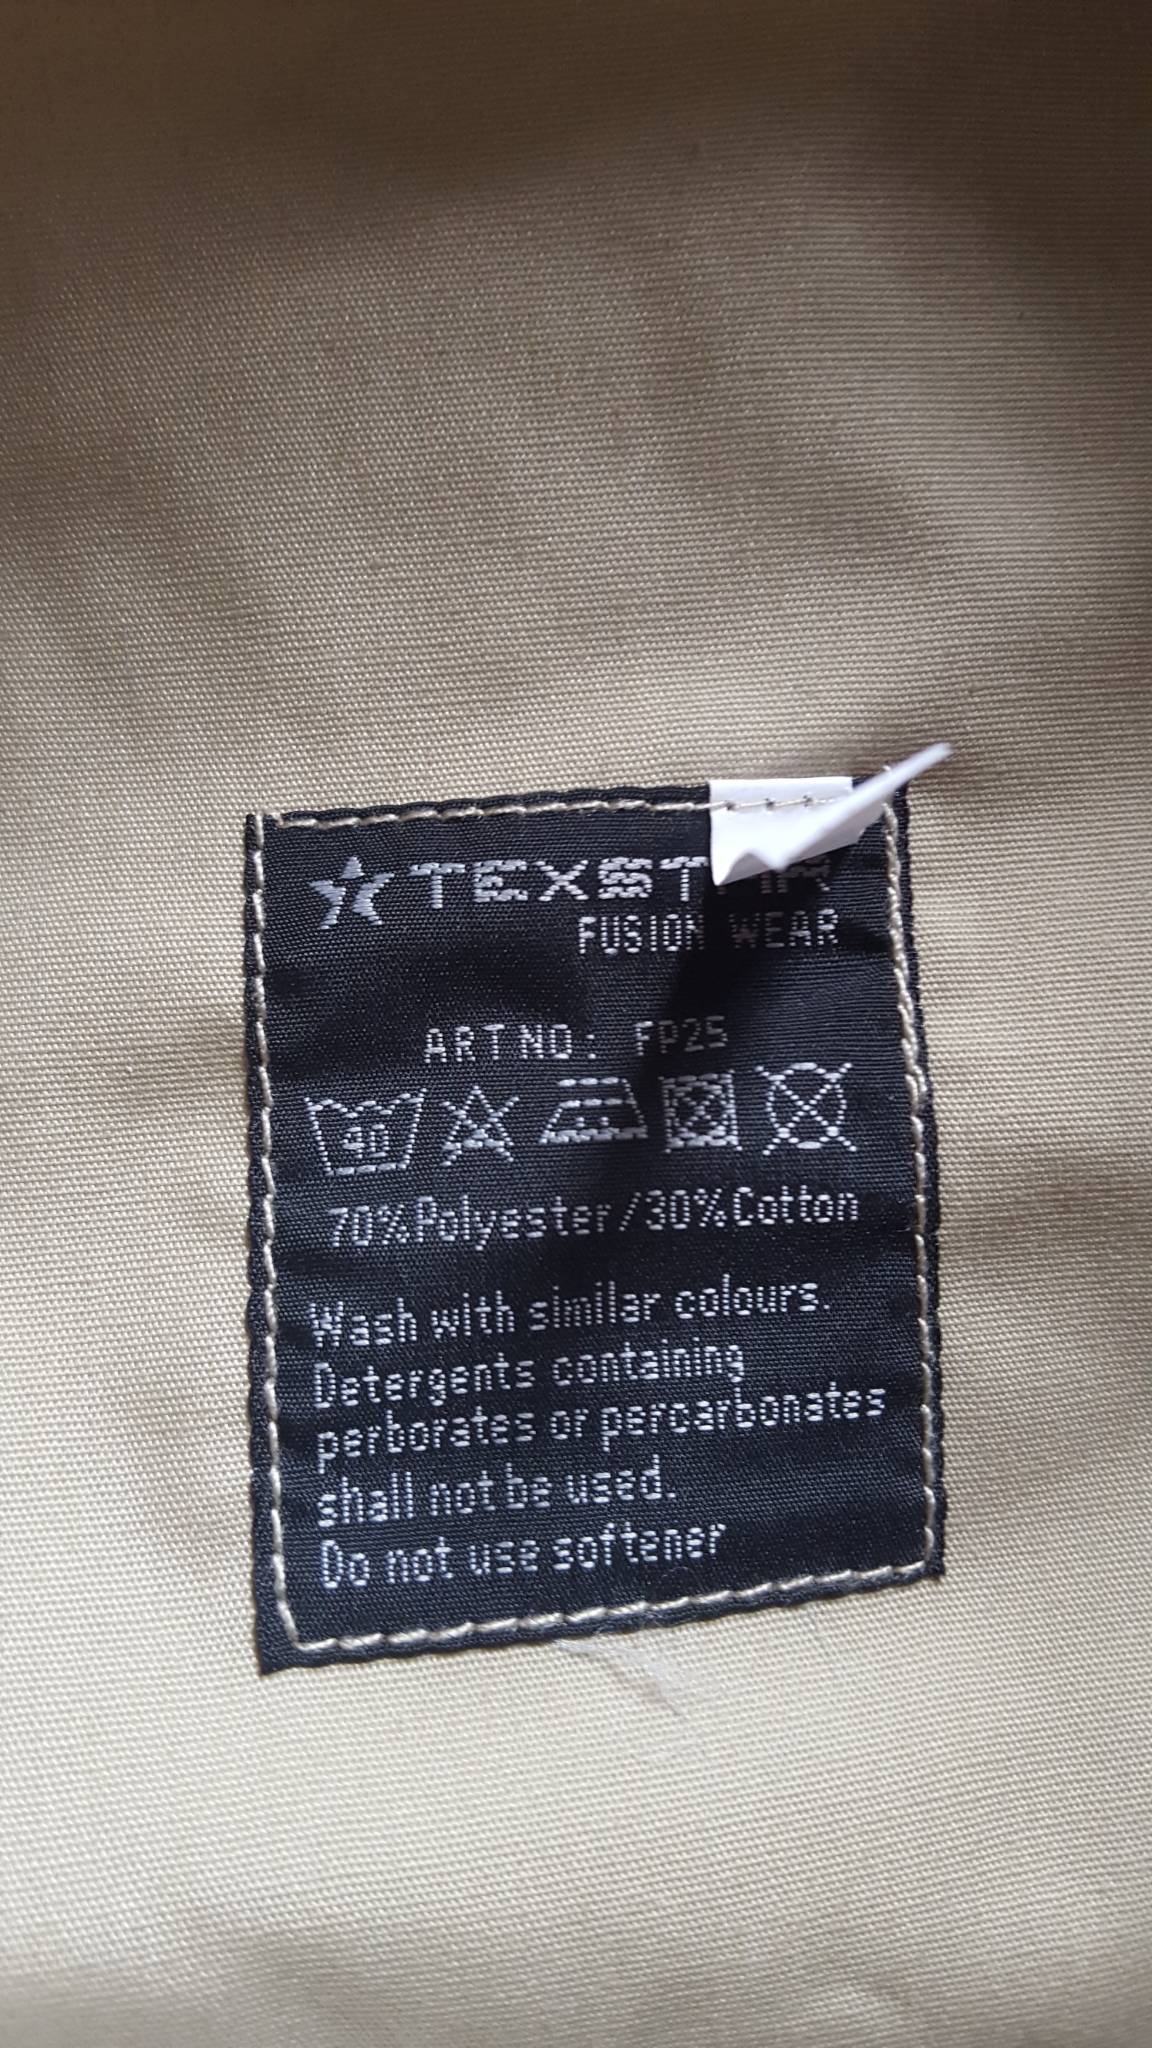 TEXSTAR
FUSION WEAR
ART NO: FP25
40
70%Polyester/30%Cotton
Wash with similar colours.
Detergents containing
perborates or percarbonates
shall not be used.
Do not use softener